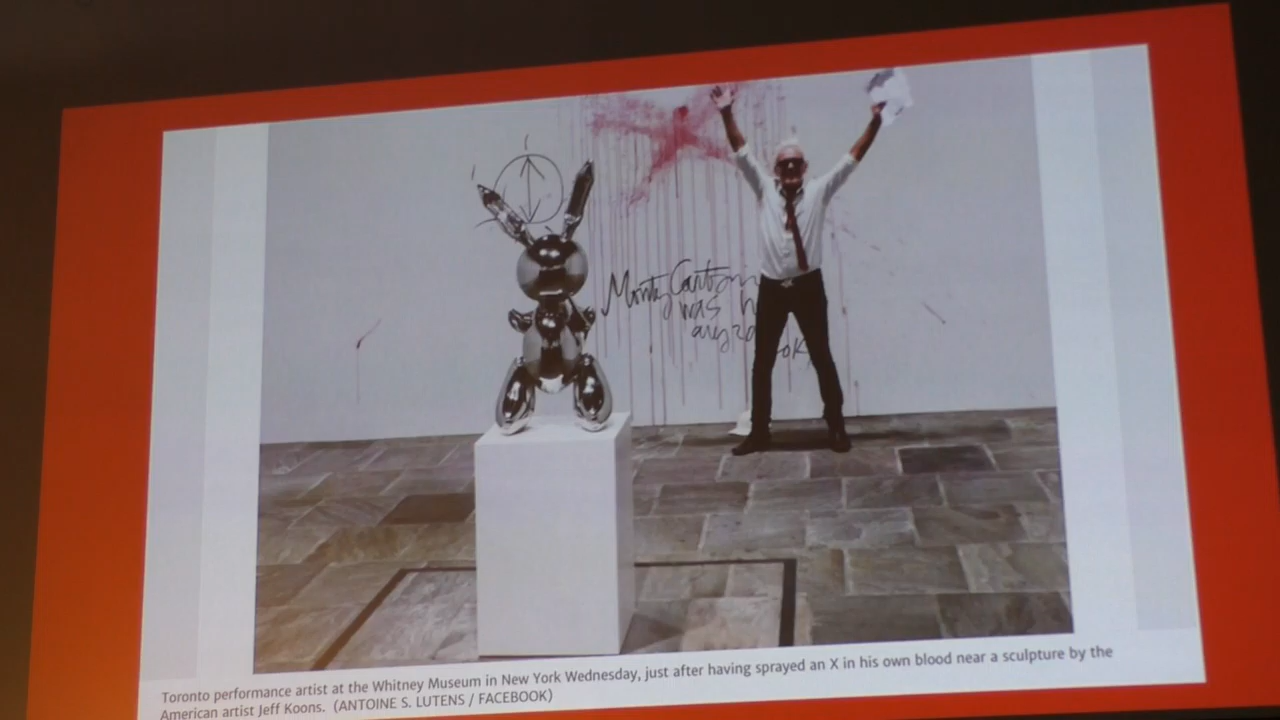 Monty Cantsin
was
Toronto performance artist at the Whitney Museum in New York Wednesday, just after having sprayed an X in his own blood near a sculpture by the
American artist Jeff Koons. (ANTOINE S. LUTENS / FACEBOOK)